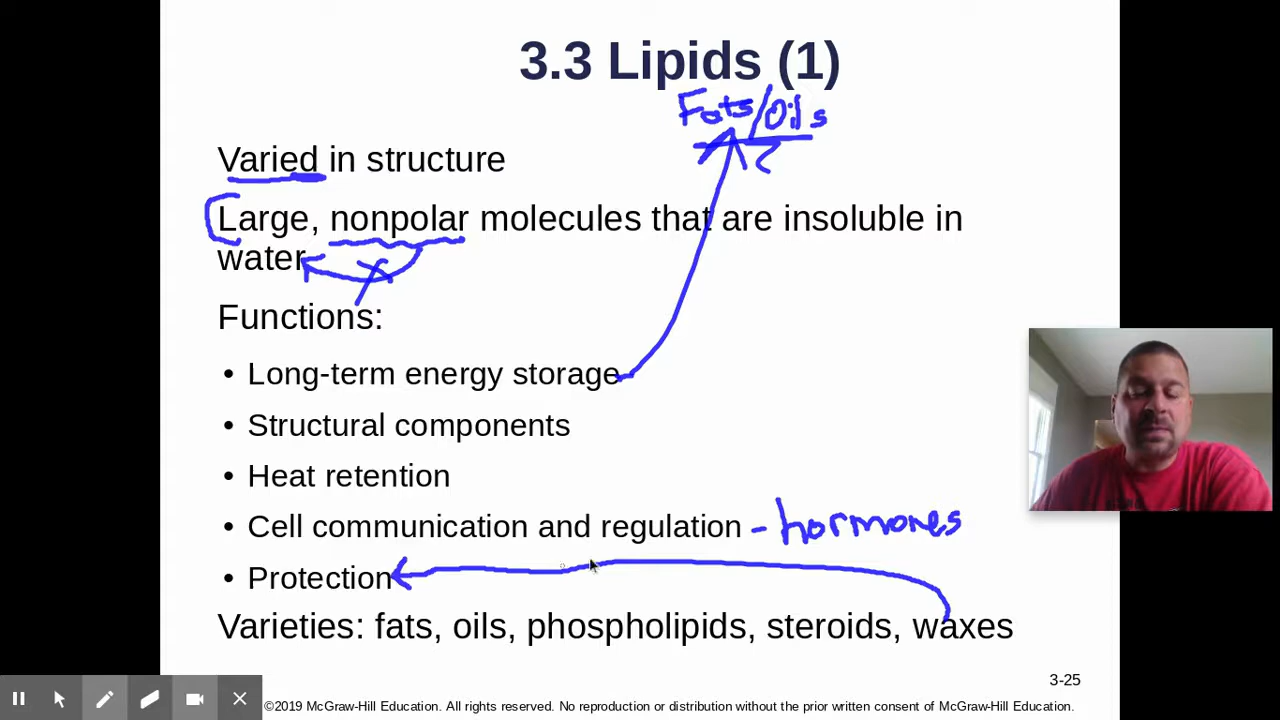 3.3 Lipids (1)
Fats/Oils
Varied in structure
Large, nonpolar molecules that are insoluble in
water
Functions:
• Long-term energy storage
• Structural components
• Heat retention
• Cell communication and regulation - hormones
• Protection
Varieties: fats, oils, phospholipids, steroids, waxes
3-25
©2019 McGraw-Hill Education. All rights reserved. No reproduction or distribution without the prior written consent of McGraw-Hill Education.